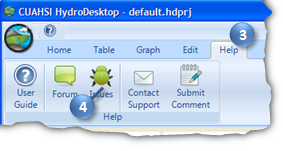 CUAHSI HydroDesktop - default.hdprj
3
Home Table Graph Edit Help
User Guide
Forum
4
Issues
Contact Support
Submit Comment
Help